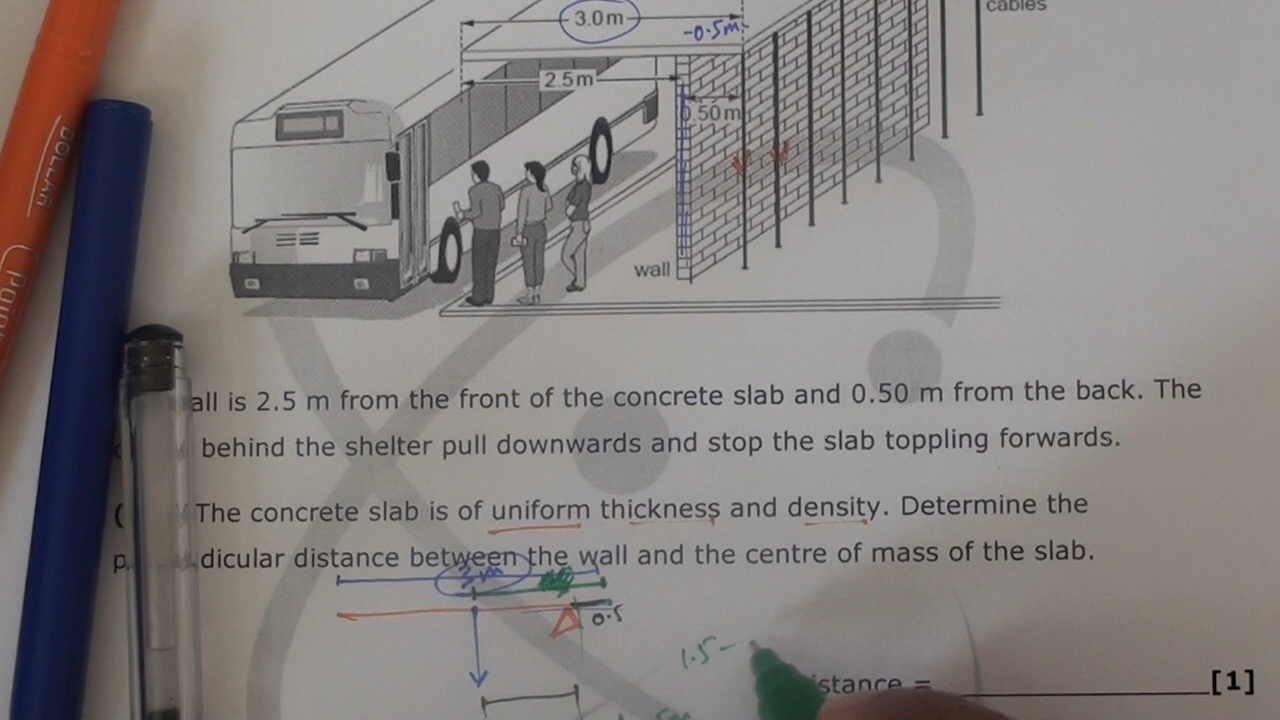 cables
3.0m
-0.5m
2.5m
0.50m
wall
DOLLAR
Point
all is 2.5 m from the front of the concrete slab and 0.50 m from the back. The
behind the shelter pull downwards and stop the slab toppling forwards.
( The concrete slab is of uniform thickness and density. Determine the
p dicular distance between the wall and the centre of mass of the slab.
3m
0.5
1.5-
istance = [1]